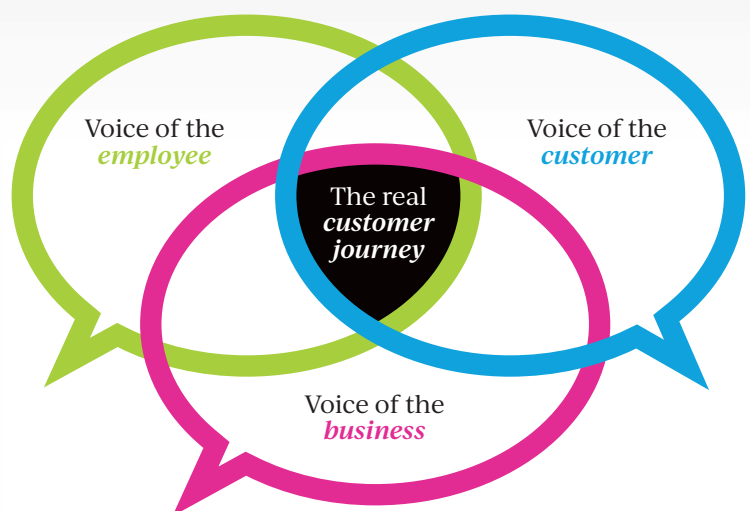 Voice of the
employee
Voice of the
customer
The real
customer
journey
Voice of the
business